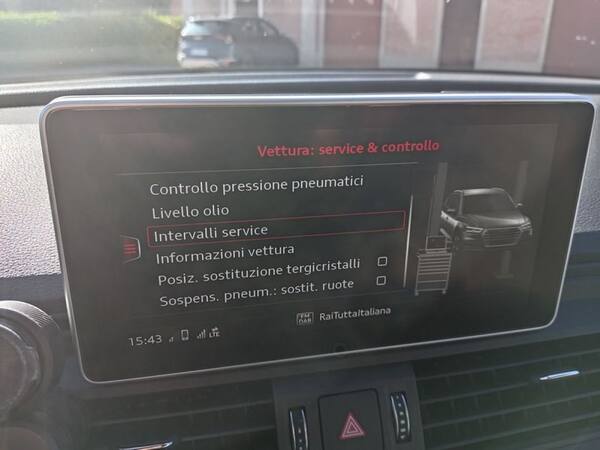 Vettura: service & controllo
Controllo pressione pneumatici
Livello olio
Intervalli service
Informazioni vettura
Posiz. sostituzione tergicristalli
Sospens. pneum.: sostit. ruote
FM DAB RaiTuttaItaliana
15:43 LTE